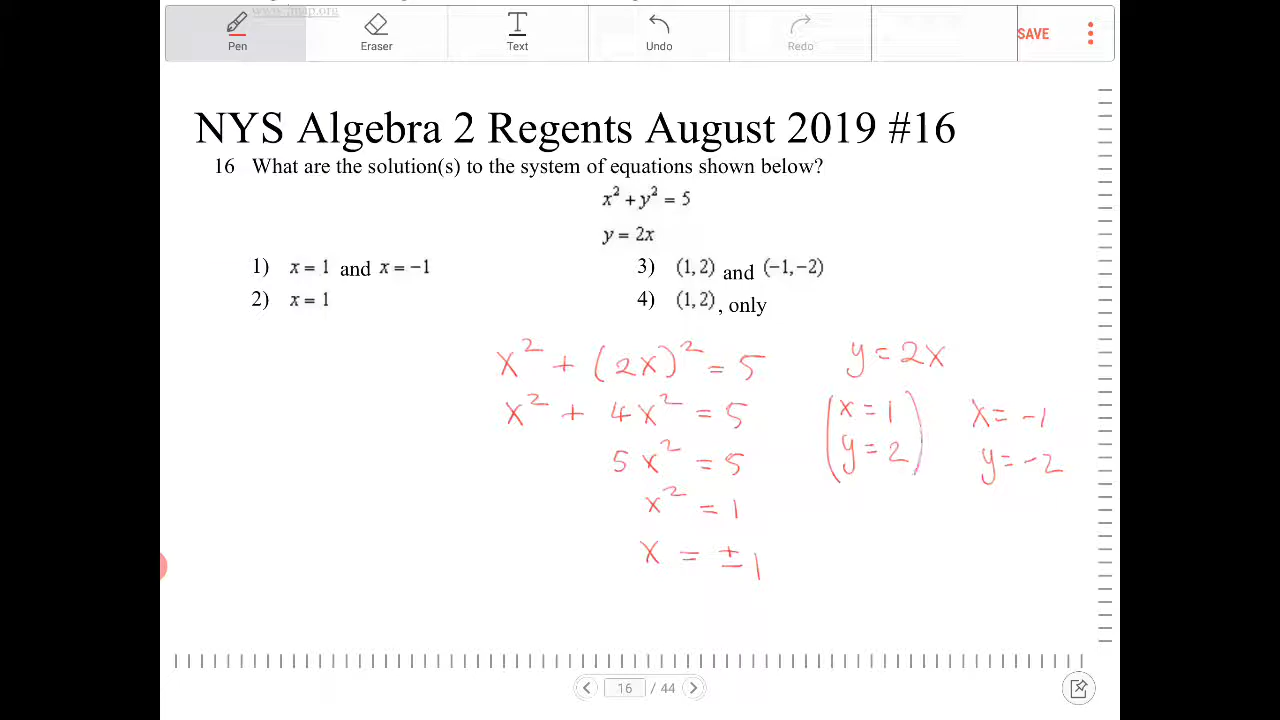 www.jmap.org
Pen
Eraser
Text
Undo
Redo
SAVE
NYS Algebra 2 Regents August 2019 #16
16 What are the solution(s) to the system of equations shown below?
x² + y² = 5
y = 2x
1) x = 1 and x = −1
2) x = 1
3) (1, 2) and (−1, −2)
4) (1, 2), only
x² + (2x)² = 5
x² + 4x² = 5
5x² = 5
x² = 1
x = ±1
y = 2x
(x = 1
y = 2)
x = -1
y = -2
16 / 44